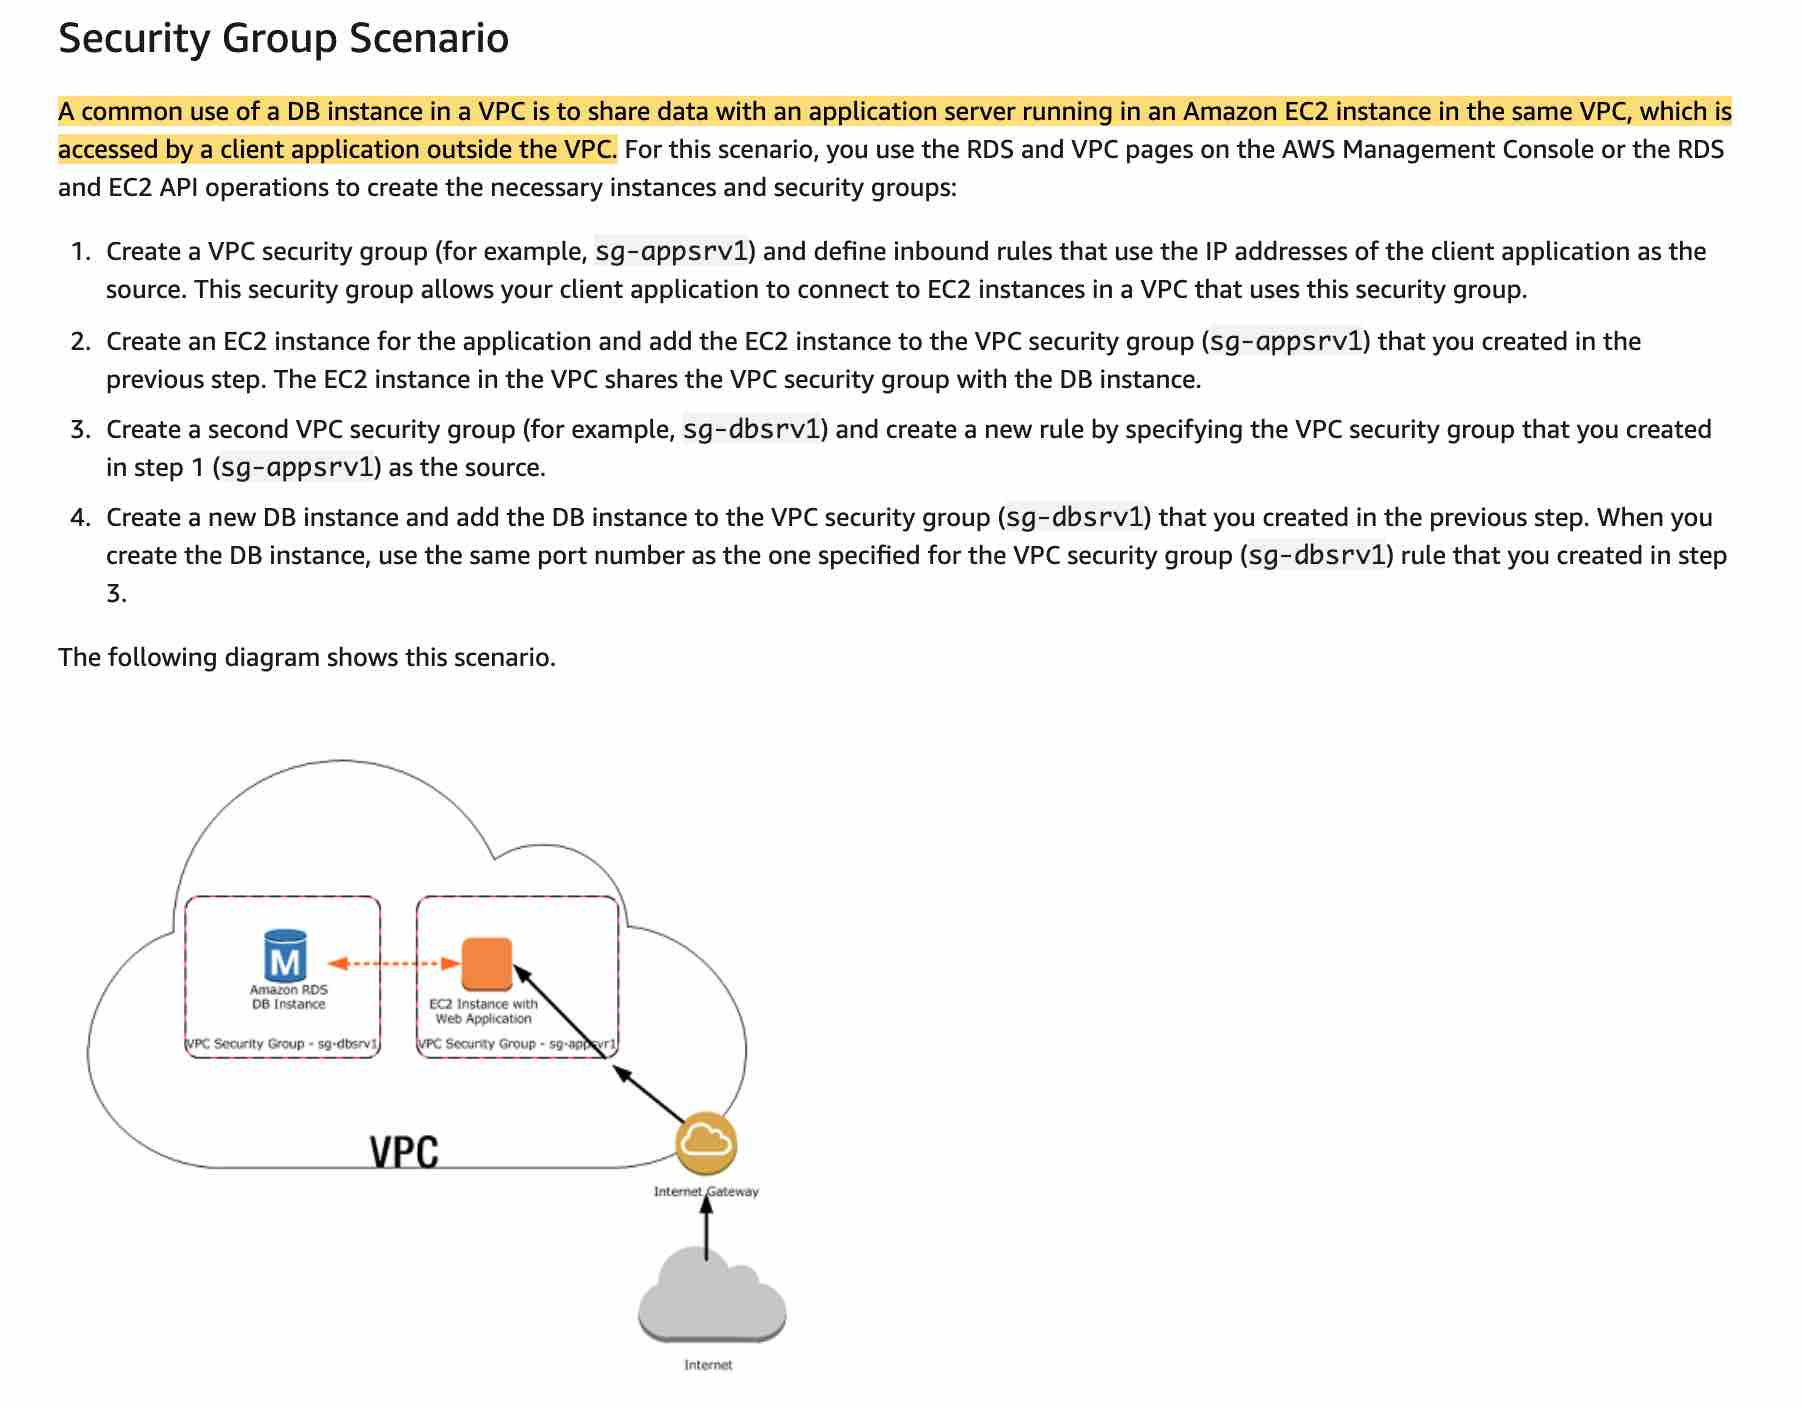 Security Group Scenario
A common use of a DB instance in a VPC is to share data with an application server running in an Amazon EC2 instance in the same VPC, which is
accessed by a client application outside the VPC. For this scenario, you use the RDS and VPC pages on the AWS Management Console or the RDS
and EC2 API operations to create the necessary instances and security groups:
1. Create a VPC security group (for example, sg-appsrv1) and define inbound rules that use the IP addresses of the client application as the
source. This security group allows your client application to connect to EC2 instances in a VPC that uses this security group.
2. Create an EC2 instance for the application and add the EC2 instance to the VPC security group (sg-appsrv1) that you created in the
previous step. The EC2 instance in the VPC shares the VPC security group with the DB instance.
3. Create a second VPC security group (for example, sg-dbsrv1) and create a new rule by specifying the VPC security group that you created
in step 1 (sg-appsrv1) as the source.
4. Create a new DB instance and add the DB instance to the VPC security group (sg-dbsrv1) that you created in the previous step. When you
create the DB instance, use the same port number as the one specified for the VPC security group (sg-dbsrv1) rule that you created in step
3.
The following diagram shows this scenario.
M
Amazon RDS
DB Instance
VPC Security Group - sg-dbsrv1
EC2 Instance with
Web Application
VPC Security Group - sg-appsvr1
VPC
Internet Gateway
Internet